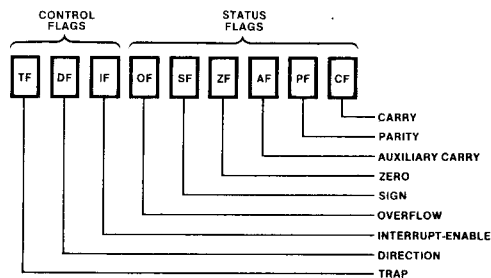 CONTROL FLAGS
STATUS FLAGS
TF DF IF OF SF ZF AF PF CF
CARRY
PARITY
AUXILIARY CARRY
ZERO
SIGN
OVERFLOW
INTERRUPT-ENABLE
DIRECTION
TRAP